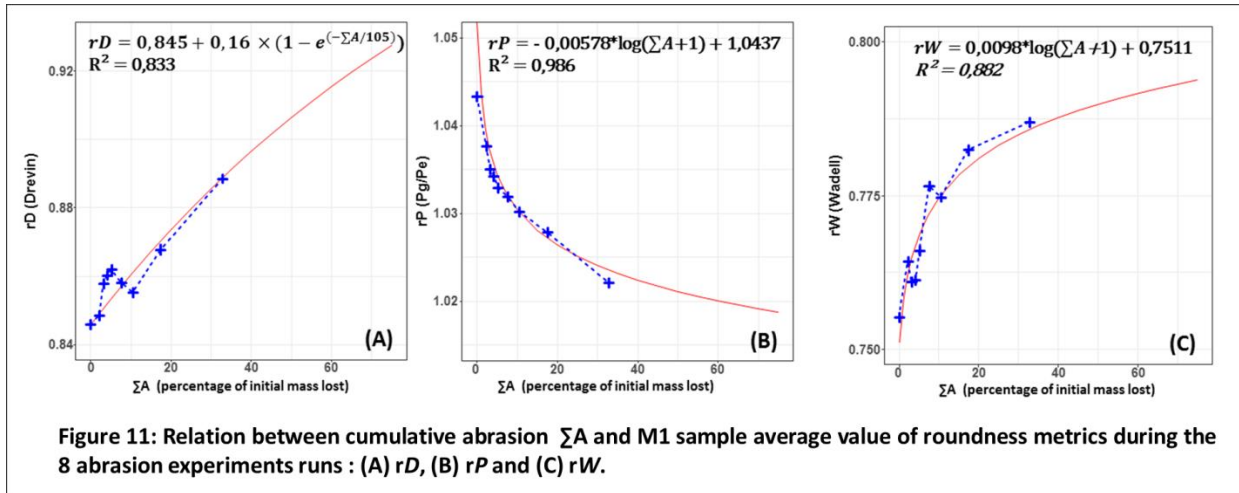 rD = 0,845 + 0,16 × (1 − e^(−∑A/105))
R² = 0,833
0.92
0.88
0.84
rD (Drevin)
0 20 40 60
∑A (percentage of initial mass lost)
(A)
rP = - 0,00578*log(∑A+1) + 1,0437
R² = 0,986
1.05
1.04
1.03
1.02
rP (Pg/Pe)
0 20 40 60
∑A (percentage of initial mass lost)
(B)
rW = 0,0098*log(∑A+1) + 0,7511
R² = 0,882
0.800
0.775
0.750
rW (Wadell)
0 20 40 60
∑A (percentage of initial mass lost)
(C)
Figure 11: Relation between cumulative abrasion ∑A and M1 sample average value of roundness metrics during the
8 abrasion experiments runs : (A) rD, (B) rP and (C) rW.